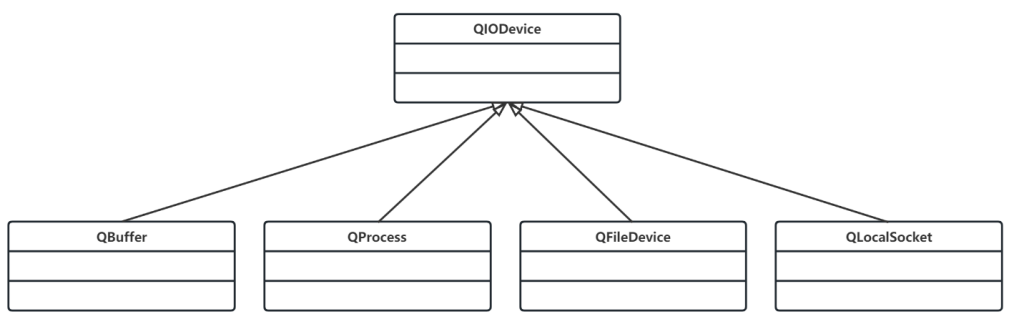 QIODevice
QBuffer
QProcess
QFileDevice
QLocalSocket